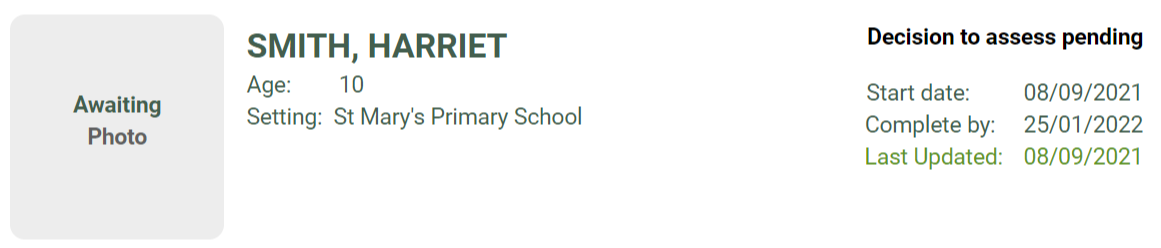 Awaiting
Photo
SMITH, HARRIET
Age: 10
Setting: St Mary's Primary School
Decision to assess pending
Start date: 08/09/2021
Complete by: 25/01/2022
Last Updated: 08/09/2021